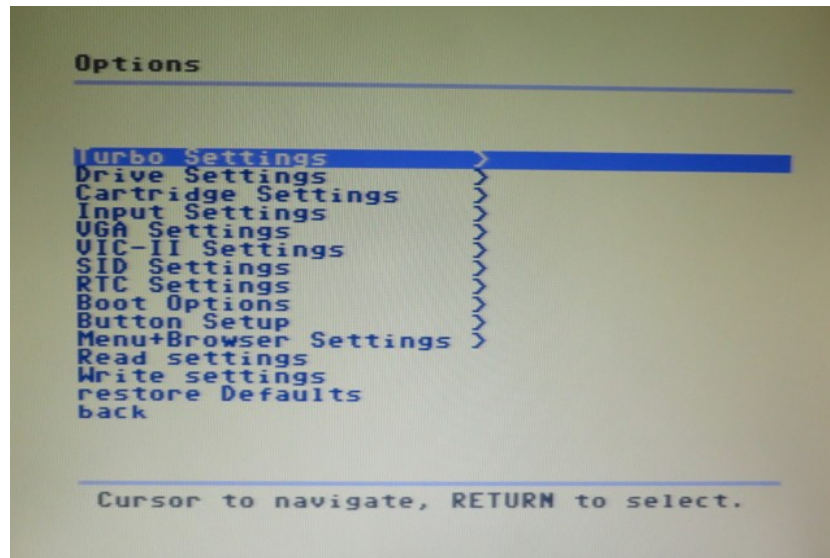 Options
Turbo Settings >
Drive Settings >
Cartridge Settings >
Input Settings >
VGA Settings >
VIC-II Settings >
SID Settings >
RTC Settings >
Boot Options >
Button Setup >
Menu+Browser Settings >
Read settings
Write settings
restore Defaults
back
Cursor to navigate, RETURN to select.